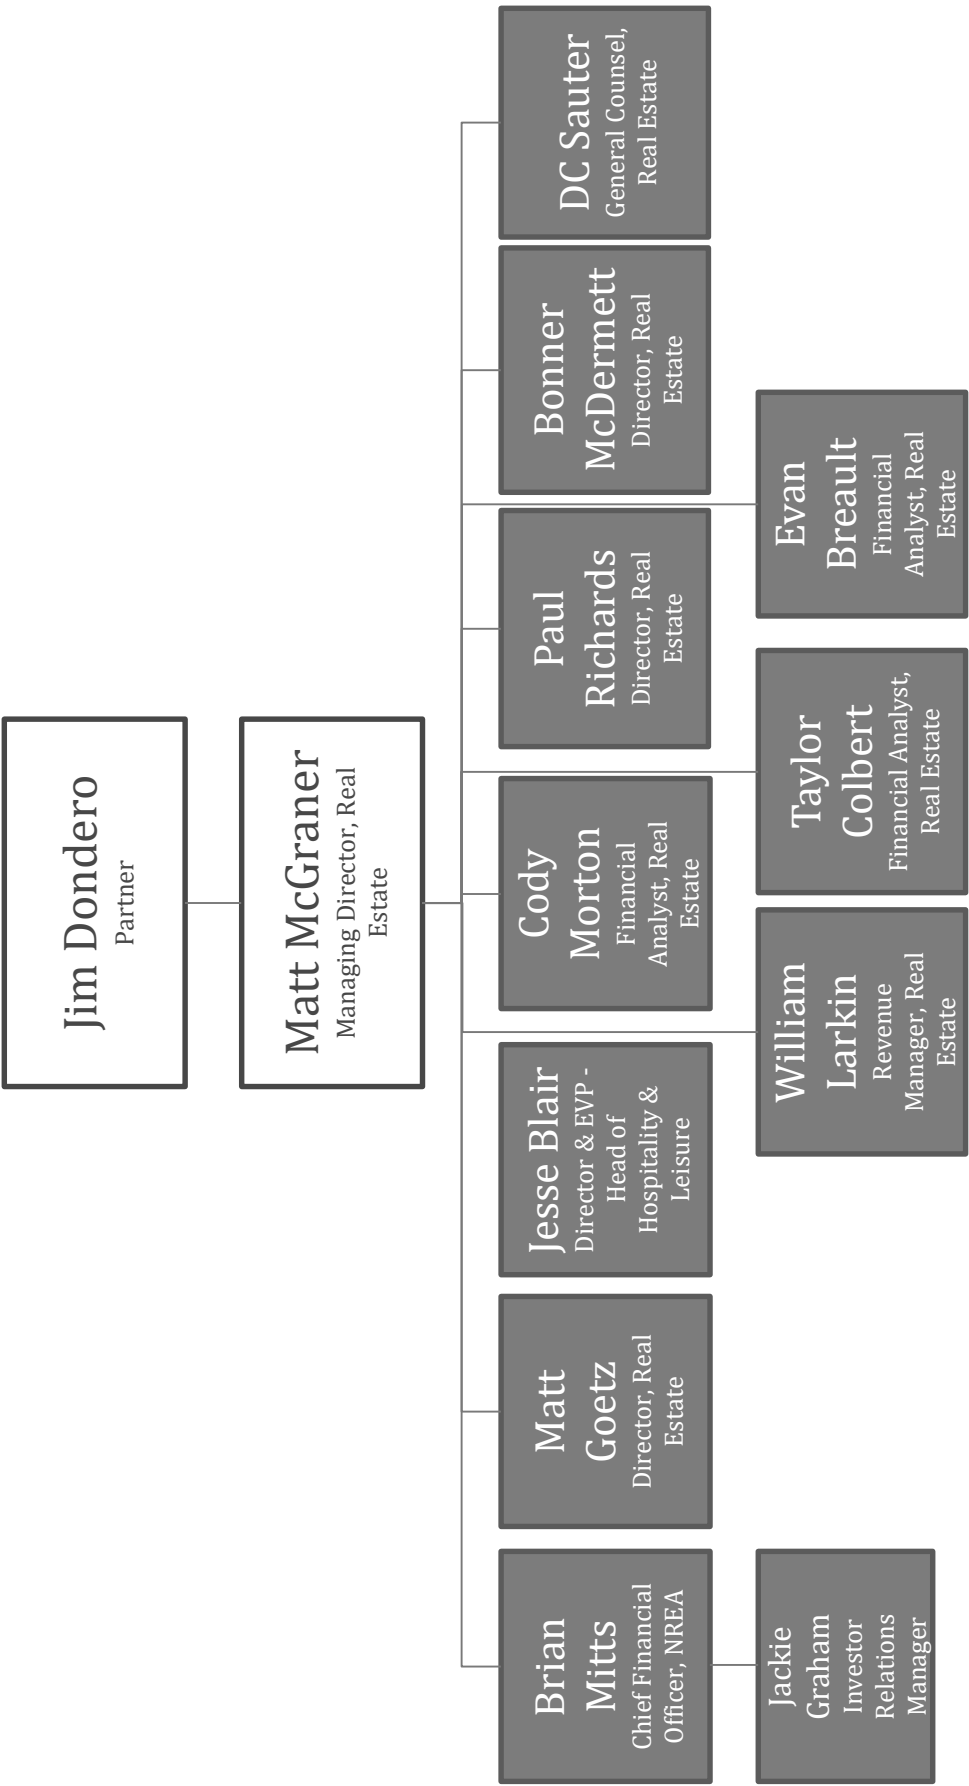 Jim Dondero
Partner
Matt McGraner
Managing Director, Real
Estate
Brian
Mitts
Chief Financial
Officer, NREA
Matt
Goetz
Director, Real
Estate
Jesse Blair
Director & EVP -
Head of
Hospitality &
Leisure
Cody
Morton
Financial
Analyst, Real
Estate
Paul
Richards
Director, Real
Estate
Bonner
McDermett
Director, Real
Estate
DC Sauter
General Counsel,
Real Estate
Jackie
Graham
Investor
Relations
Manager
William
Larkin
Revenue
Manager, Real
Estate
Taylor
Colbert
Financial Analyst,
Real Estate
Evan
Breault
Financial
Analyst, Real
Estate